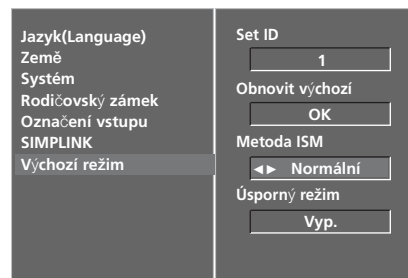 Jazyk(Language)
Země
Systém
Rodičovský zámek
Označení vstupu
SIMPLINK
Výchozí režim
Set ID
1
Obnovit výchozí
OK
Metoda ISM
◄► Normální
Úsporný režim
Vyp.